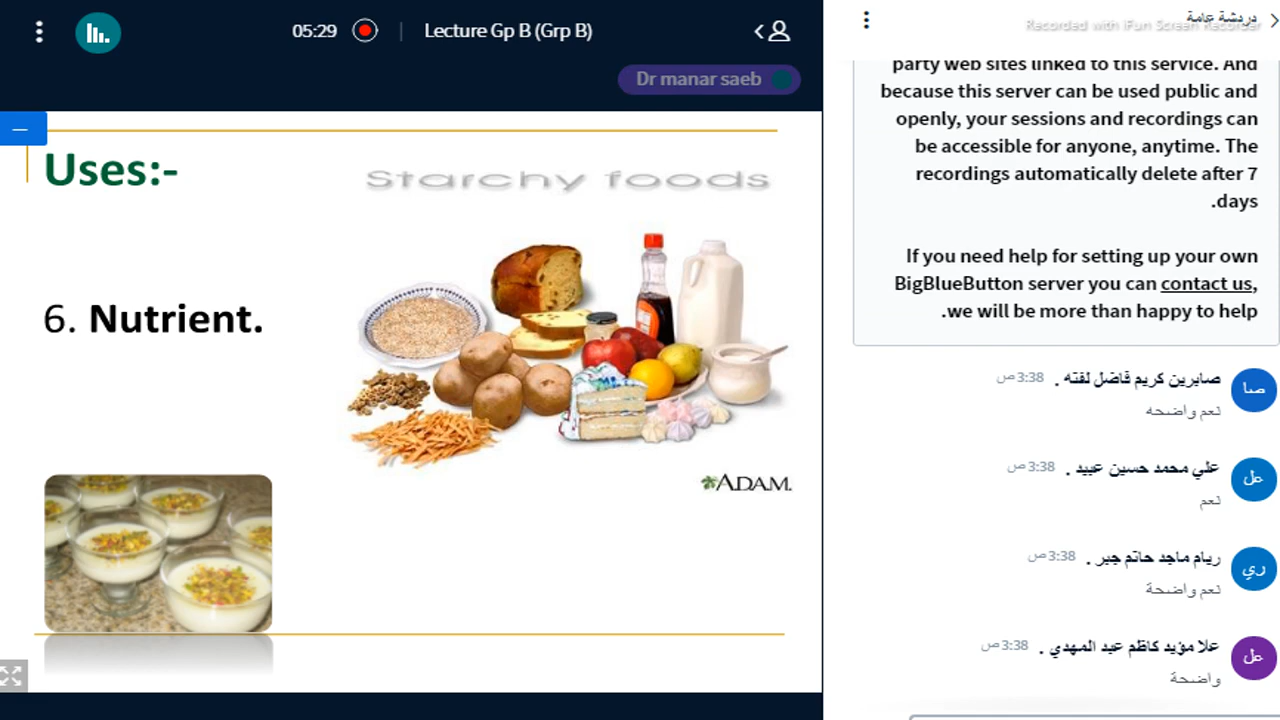 05:29
Lecture Gp B (Grp B)
Dr manar saeb
Uses:-
Starchy foods
6. Nutrient.
ADAM.
دردشة عامة
Recorded with iFun Screen Recorder
party web sites linked to this service. And
because this server can be used public and
openly, your sessions and recordings can
be accessible for anyone, anytime. The
recordings automatically delete after 7
.days
If you need help for setting up your own
BigBlueButton server you can contact us,
.we will be more than happy to help
صابرين كريم فاضل لفته . 3:38 ص
صا
نعم واضحه
علي محمد حسين عبيد . 3:38 ص
عل
نعم
ريام ماجد حاتم جبر . 3:38 ص
ري
نعم واضحة
علا مؤيد كاظم عبد المهدي . 3:38 ص
عل
واضحة